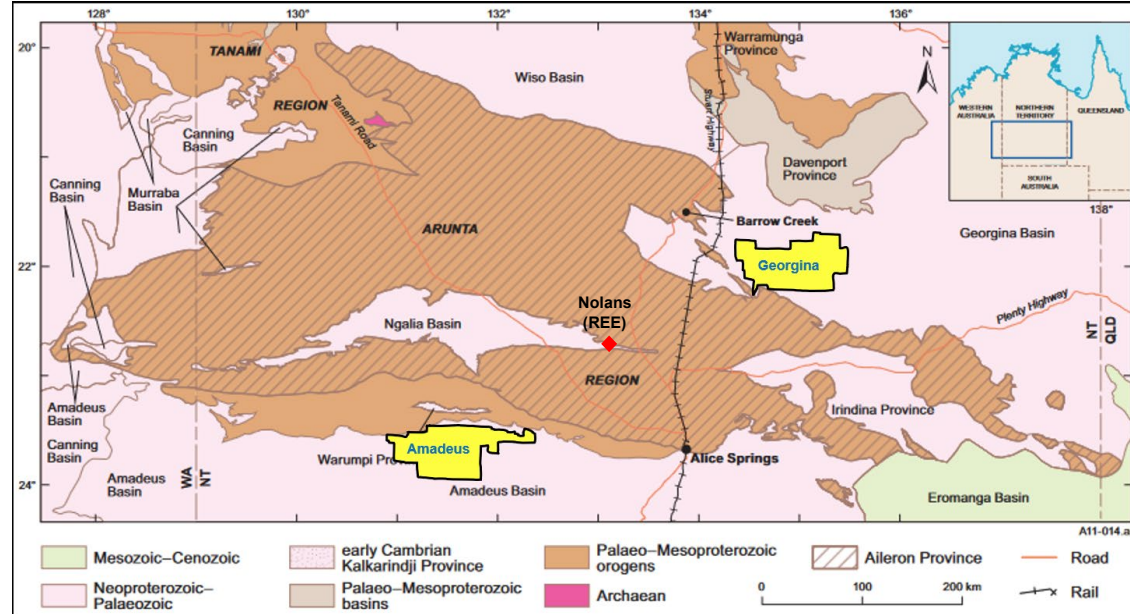 128°
130°
132°
134°
136°
20°
22°
24°
138°
TANAMI
REGION
Tanami Road
Canning
Basin
Canning
Basin
Murraba
Basin
Wiso Basin
Warramunga
Province
Stuart Highway
N
Davenport
Province
WESTERN
AUSTRALIA
NORTHERN
TERRITORY
QUEENSLAND
SOUTH
AUSTRALIA
ARUNTA
Barrow Creek
Georgina
Georgina Basin
Nolans
(REE)
Ngalia Basin
Plenty Highway
NT
QLD
REGION
Amadeus
Basin
Canning
Basin
Amadeus
Basin
WA
NT
Amadeus
Warumpi
Amadeus Basin
Irindina Province
Alice Springs
Eromanga Basin
A11-014.a
Mesozoic–Cenozoic
Neoproterozoic–
Palaeozoic
early Cambrian
Kalkarindji Province
Palaeo–Mesoproterozoic
basins
Palaeo–Mesoproterozoic
orogens
Archaean
Aileron Province
0 100 200 km
Road
Rail